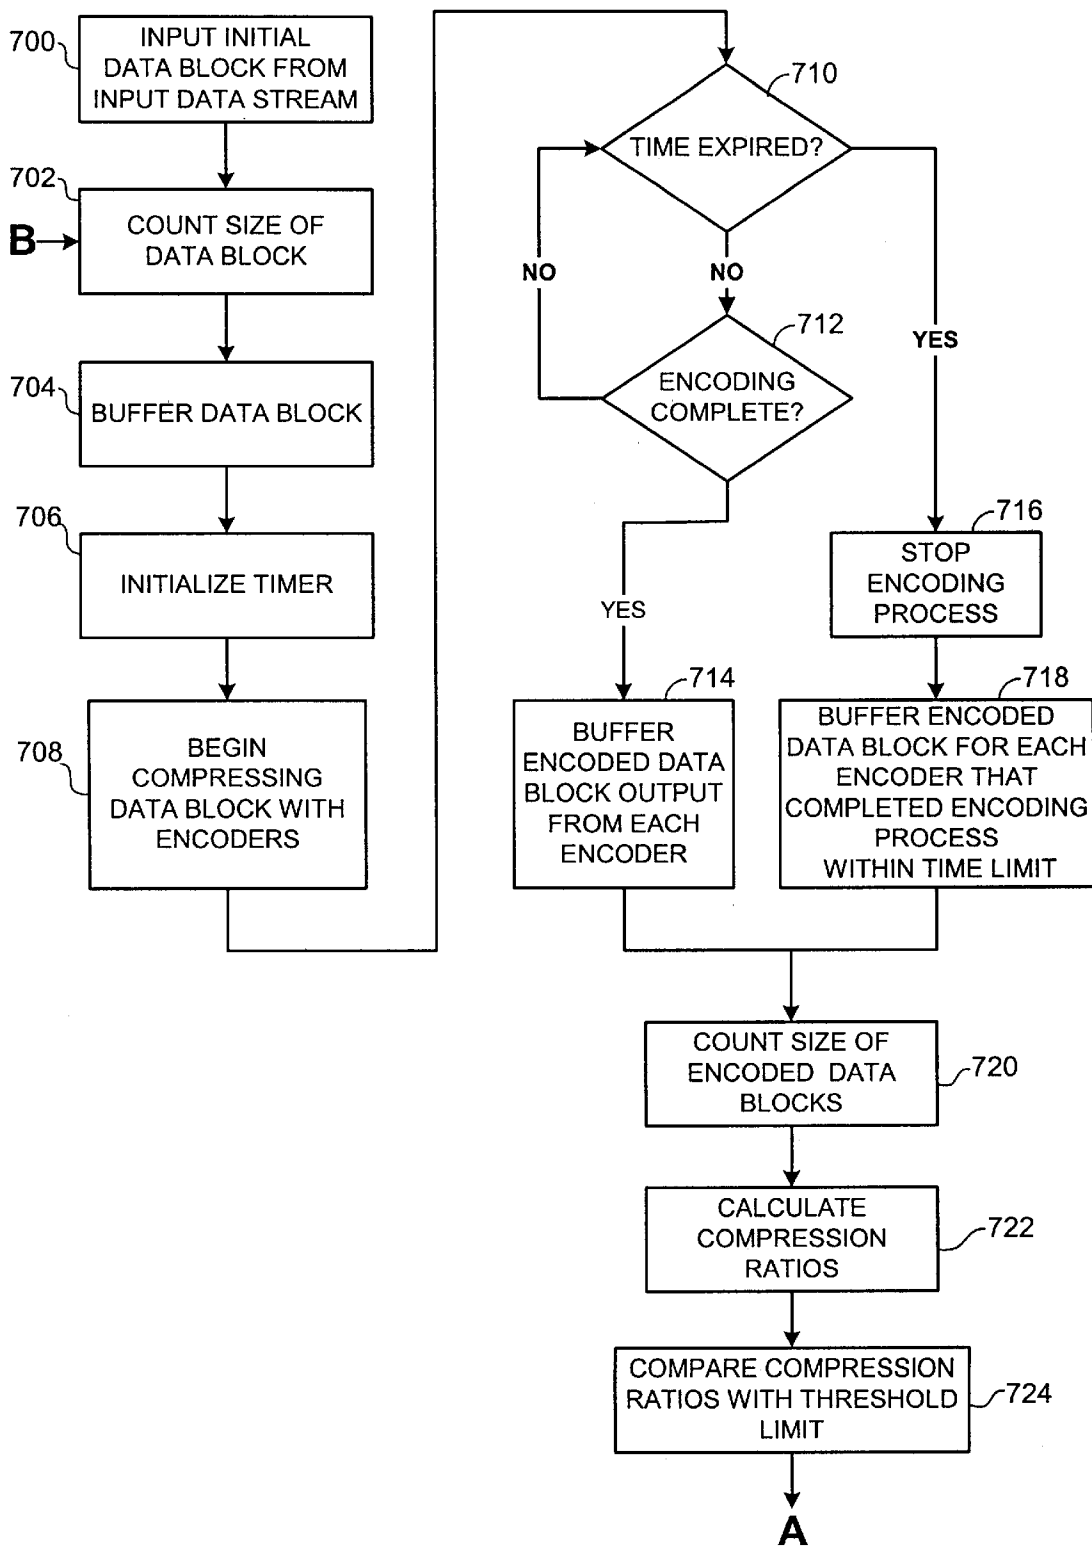 700
INPUT INITIAL
DATA BLOCK FROM
INPUT DATA STREAM
702
B
COUNT SIZE OF
DATA BLOCK
704
BUFFER DATA BLOCK
706
INITIALIZE TIMER
708
BEGIN
COMPRESSING
DATA BLOCK WITH
ENCODERS
710
TIME EXPIRED?
NO
NO
YES
712
ENCODING
COMPLETE?
YES
716
STOP
ENCODING
PROCESS
714
BUFFER
ENCODED DATA
BLOCK OUTPUT
FROM EACH
ENCODER
718
BUFFER ENCODED
DATA BLOCK FOR EACH
ENCODER THAT
COMPLETED ENCODING
PROCESS
WITHIN TIME LIMIT
COUNT SIZE OF
ENCODED DATA
BLOCKS
720
CALCULATE
COMPRESSION
RATIOS
722
COMPARE COMPRESSION
RATIOS WITH THRESHOLD
LIMIT
724
A